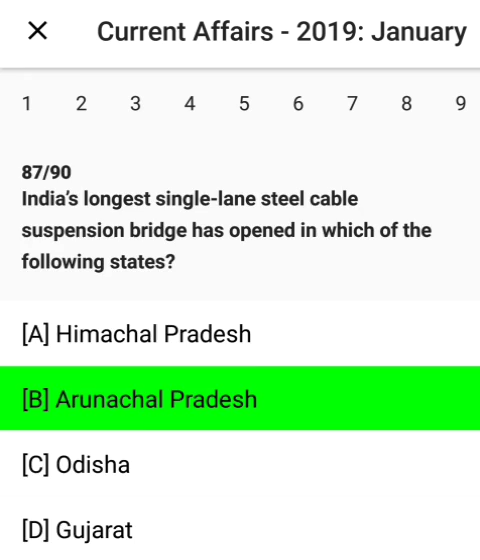 × Current Affairs - 2019: January
1 2 3 4 5 6 7 8 9
87/90
India's longest single-lane steel cable
suspension bridge has opened in which of the
following states?
[A] Himachal Pradesh
[B] Arunachal Pradesh
[C] Odisha
[D] Gujarat